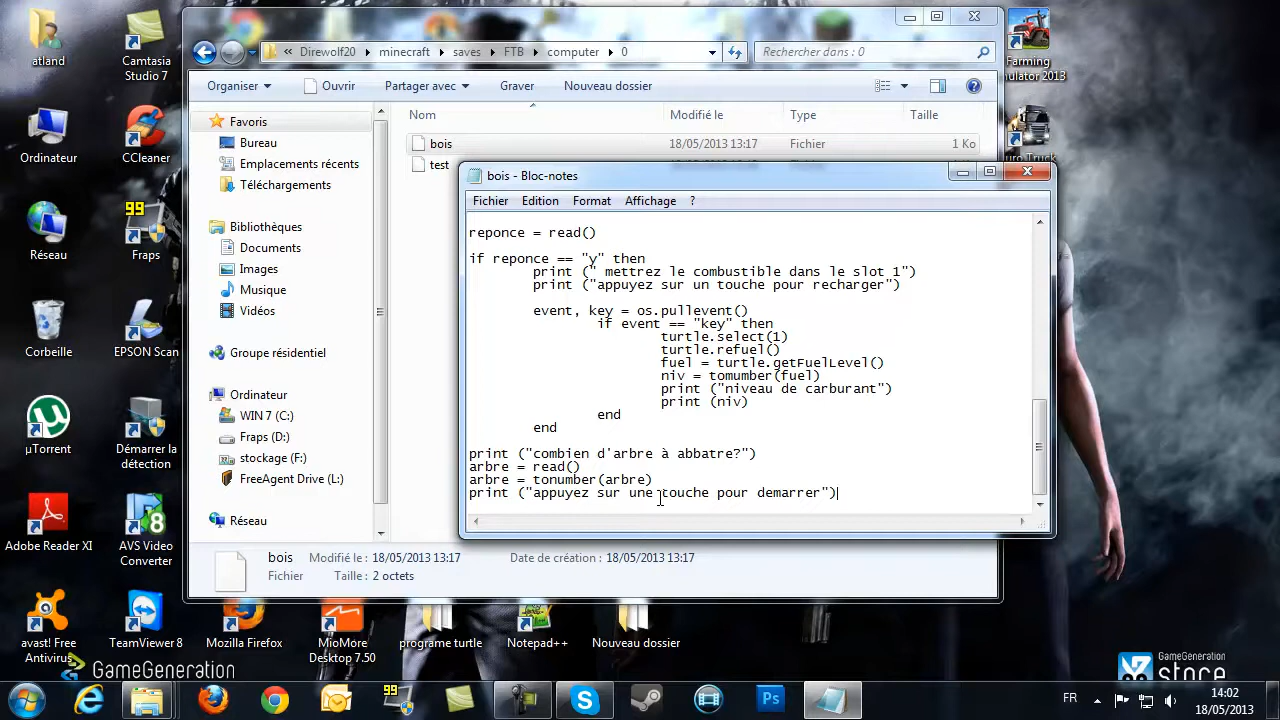 atland
Camtasia Studio 7
Ordinateur
CCleaner
Réseau
99
Fraps
Corbeille
EPSON Scan
µTorrent
Démarrer la détection
Adobe Reader XI
AVS Video Converter
avast! Free Antivirus
TeamViewer 8
Mozilla Firefox
MioMore Desktop 7.50
programe turtle
Notepad++
Nouveau dossier
Farming
mulator 2013
uro Truck
« Direwolf20 minecraft saves FTB computer 0
Rechercher dans : 0
Organiser Ouvrir Partager avec Graver Nouveau dossier
Favoris
Bureau
Emplacements récents
Téléchargements
Bibliothèques
Documents
Images
Musique
Vidéos
Groupe résidentiel
Ordinateur
WIN 7 (C:)
Fraps (D:)
stockage (F:)
FreeAgent Drive (L:)
Réseau
Nom Modifié le Type Taille
bois 18/05/2013 13:17 Fichier 1 Ko
test
bois - Bloc-notes
Fichier Edition Format Affichage ?
reponce = read()
if reponce == "y" then
print (" mettrez le combustible dans le slot 1")
print ("appuyez sur un touche pour recharger")
event, key = os.pullevent()
if event == "key" then
turtle.select(1)
turtle.refuel()
fuel = turtle.getFuelLevel()
niv = tomumber(fuel)
print ("niveau de carburant")
print (niv)
end
end
print ("combien d'arbre à abbatre?")
arbre = read()
arbre = tonumber(arbre)
print ("appuyez sur une touche pour demarrer")
bois Modifié le : 18/05/2013 13:17 Date de création : 18/05/2013 13:17
Fichier Taille : 2 octets
GameGeneration
GameGeneration
store
99
Ps
FR
14:02
18/05/2013